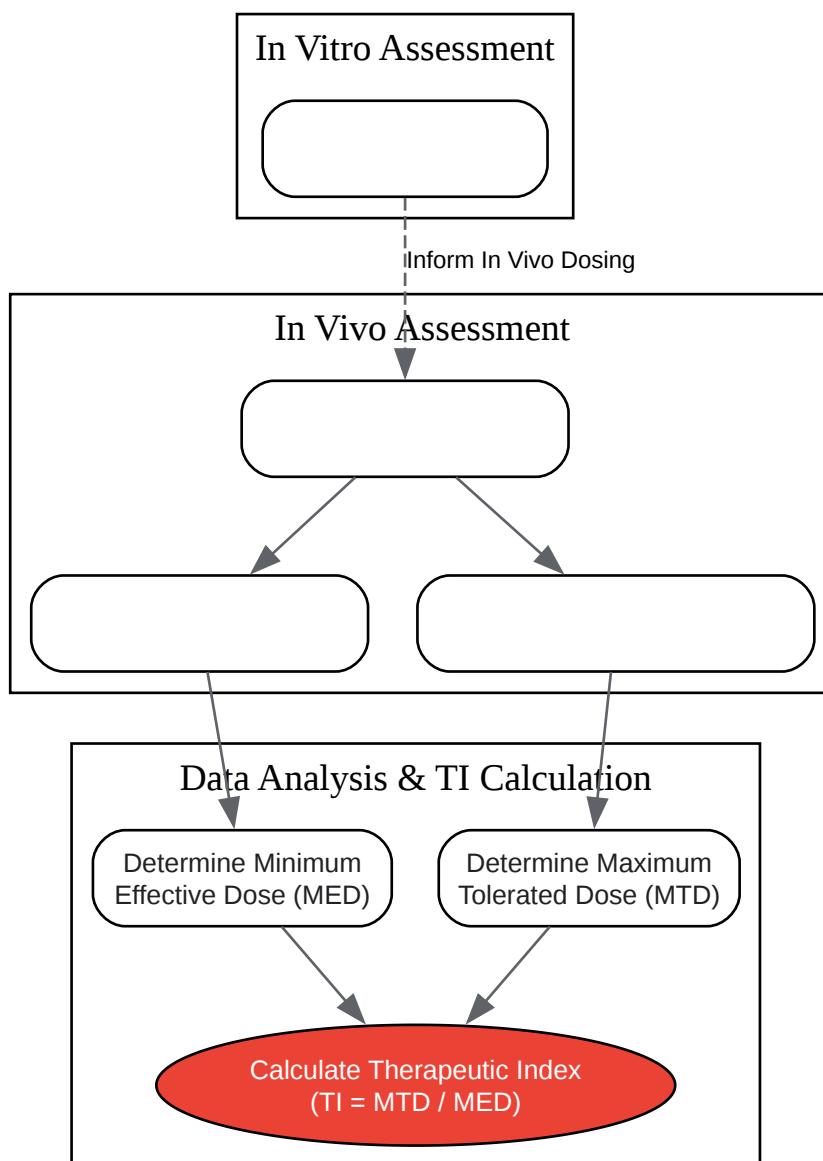 In Vitro Assessment
Inform In Vivo Dosing
In Vivo Assessment
Data Analysis & TI Calculation
Determine Minimum
Effective Dose (MED)
Determine Maximum
Tolerated Dose (MTD)
Calculate Therapeutic Index
(TI = MTD / MED)